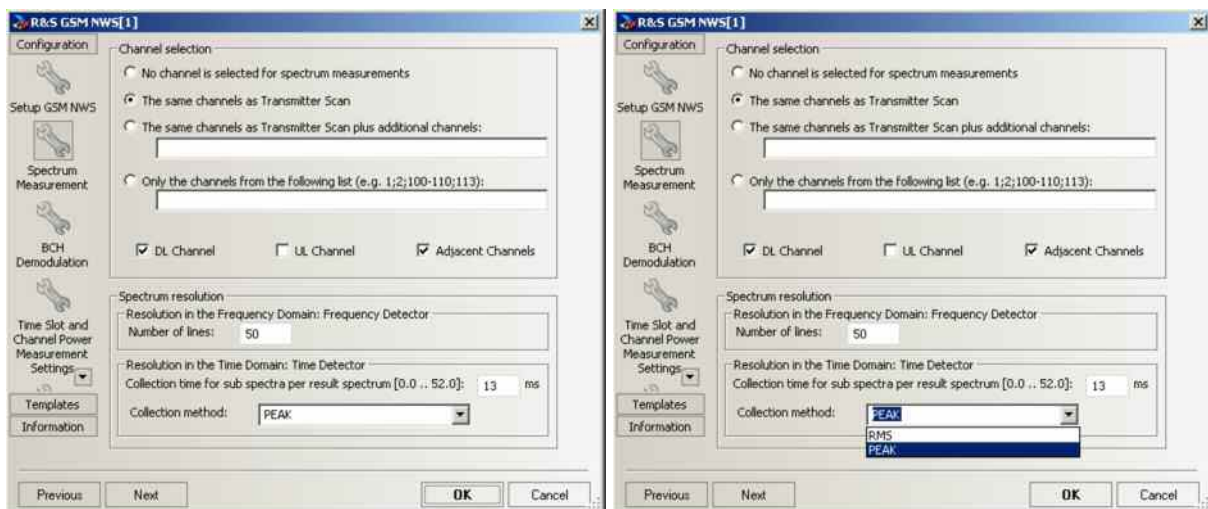 R&S GSM NWS[1]
Configuration
Setup GSM NWS
Spectrum
Measurement
BCH
Demodulation
Time Slot and
Channel Power
Measurement
Settings
Templates
Information
Channel selection
No channel is selected for spectrum measurements
The same channels as Transmitter Scan
The same channels as Transmitter Scan plus additional channels:
Only the channels from the following list (e.g. 1;2;100-110;113):
DL Channel UL Channel Adjacent Channels
Spectrum resolution
Resolution in the Frequency Domain: Frequency Detector
Number of lines: 50
Resolution in the Time Domain: Time Detector
Collection time for sub spectra per result spectrum [0.0 .. 52.0]: 13 ms
Collection method: PEAK
Previous Next OK Cancel
R&S GSM NWS[1]
Configuration
Setup GSM NWS
Spectrum
Measurement
BCH
Demodulation
Time Slot and
Channel Power
Measurement
Settings
Templates
Information
Channel selection
No channel is selected for spectrum measurements
The same channels as Transmitter Scan
The same channels as Transmitter Scan plus additional channels:
Only the channels from the following list (e.g. 1;2;100-110;113):
DL Channel UL Channel Adjacent Channels
Spectrum resolution
Resolution in the Frequency Domain: Frequency Detector
Number of lines: 50
Resolution in the Time Domain: Time Detector
Collection time for sub spectra per result spectrum [0.0 .. 52.0]: 13 ms
Collection method: PEAK
RMS
PEAK
Previous Next OK Cancel